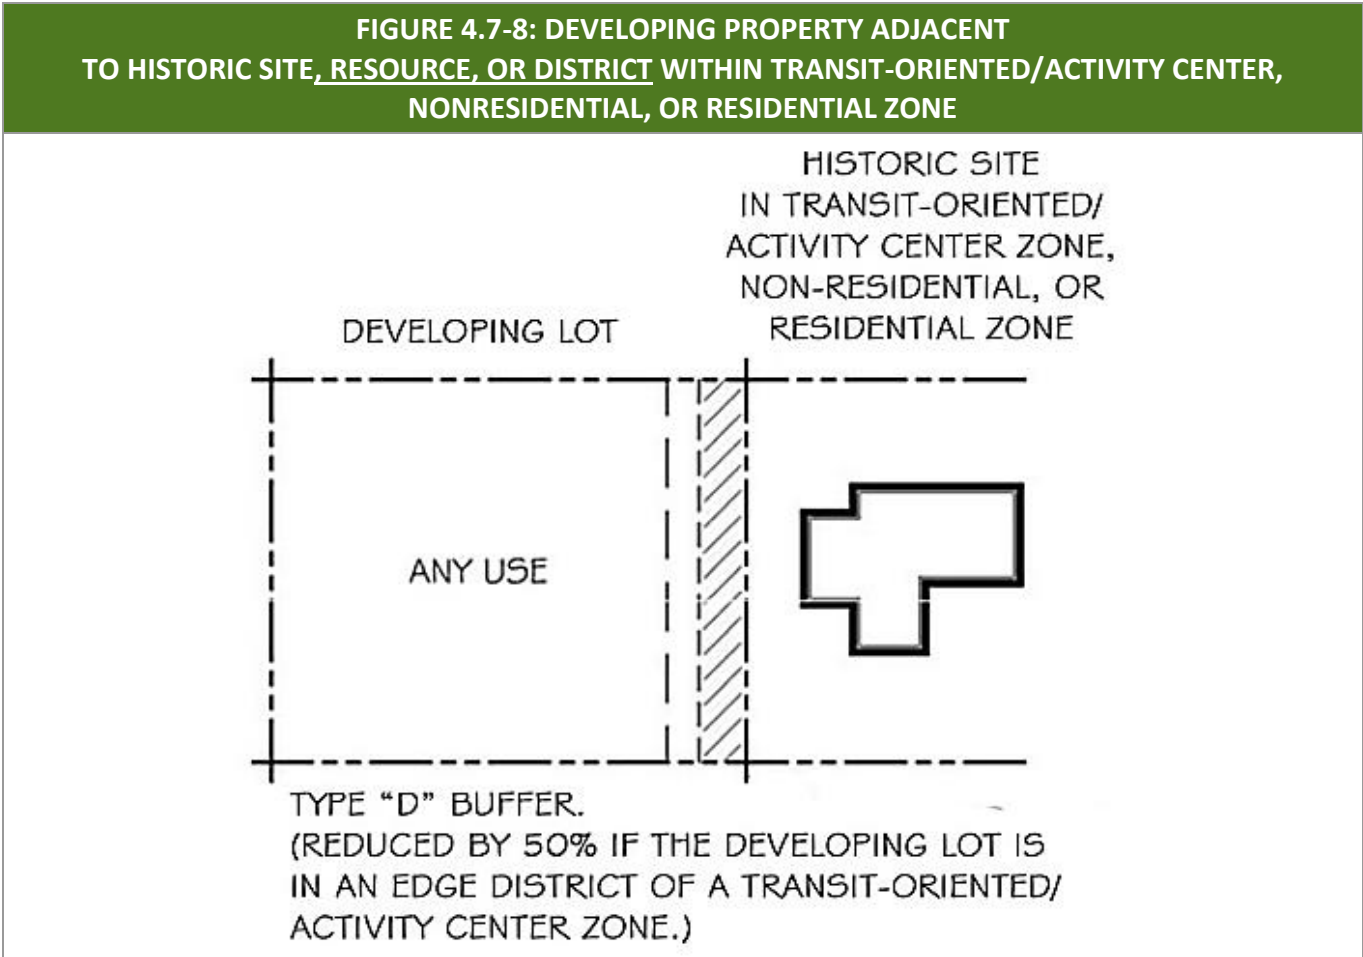 FIGURE 4.7-8: DEVELOPING PROPERTY ADJACENT
TO HISTORIC SITE, RESOURCE, OR DISTRICT WITHIN TRANSIT-ORIENTED/ACTIVITY CENTER,
NONRESIDENTIAL, OR RESIDENTIAL ZONE
HISTORIC SITE
IN TRANSIT-ORIENTED/
ACTIVITY CENTER ZONE,
NON-RESIDENTIAL, OR
RESIDENTIAL ZONE
DEVELOPING LOT
ANY USE
TYPE “D” BUFFER.
(REDUCED BY 50% IF THE DEVELOPING LOT IS
IN AN EDGE DISTRICT OF A TRANSIT-ORIENTED/
ACTIVITY CENTER ZONE.)